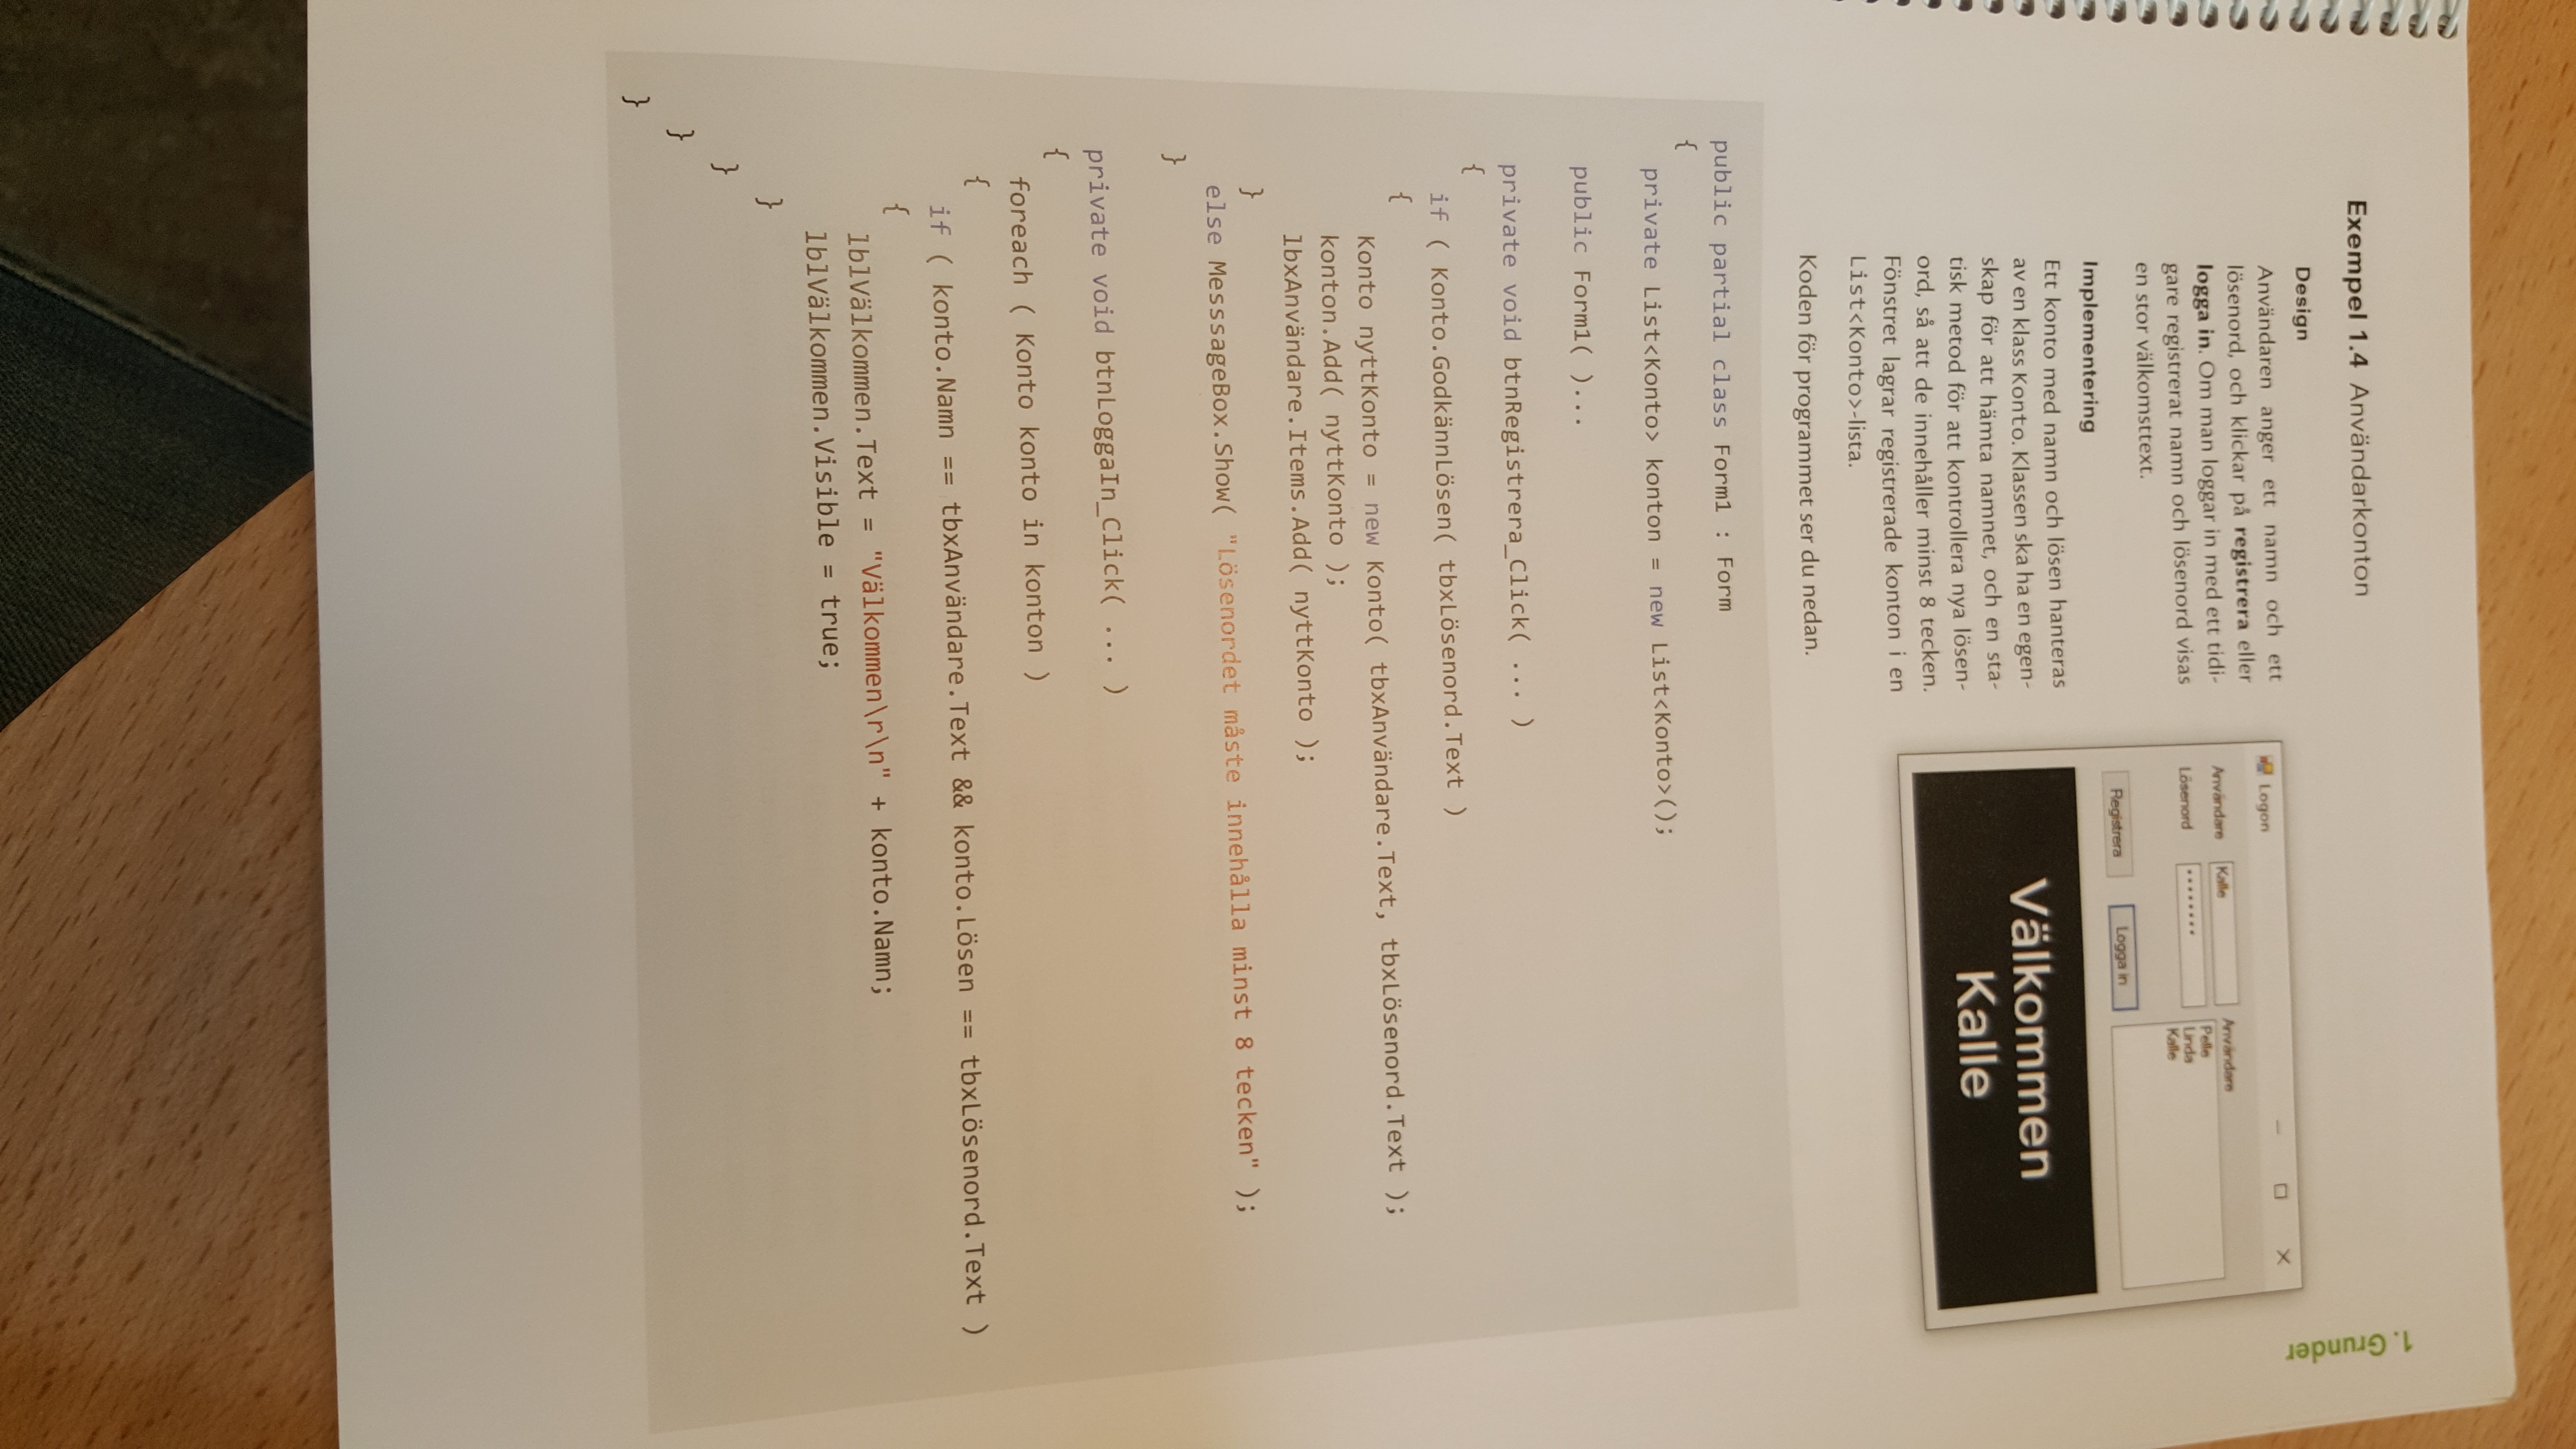 1. Grunder
Exempel 1.4 Användarkonton
Design
Användaren anger ett namn och ett
lösenord, och klickar på registrera eller
logga in. Om man loggar in med ett tidi-
gare registrerat namn och lösenord visas
en stor välkomsttext.
Implementering
Ett konto med namn och lösen hanteras
av en klass Konto. Klassen ska ha en egen-
skap för att hämta namnet, och en sta-
tisk metod för att kontrollera nya lösen-
ord, så att de innehåller minst 8 tecken.
Fönstret lagrar registrerade konton i en
List<Konto>-lista.
Koden för programmet ser du nedan.
Logon
Användare Kalle
Lösenord ••••••••
Registrera Logga in
Användare
Pelle
Linda
Kalle
Välkommen
Kalle
public partial class Form1 : Form
{
private List<Konto> konton = new List<Konto>();
public Form1( )...
private void btnRegistrera_Click( ... )
{
if ( Konto.GodkännLösen( tbxLösenord.Text )
{
Konto nyttKonto = new Konto( tbxAnvändare.Text, tbxLösenord.Text );
konton.Add( nyttKonto );
lbxAnvändare.Items.Add( nyttKonto );
}
else MesssageBox.Show( "Lösenordet måste innehålla minst 8 tecken" );
}
private void btnLoggaIn_Click( ... )
{
foreach ( Konto konto in konton )
{
if ( konto.Namn == tbxAnvändare.Text && konto.Lösen == tbxLösenord.Text )
{
lblVälkommen.Text = "Välkommen\r\n" + konto.Namn;
lblVälkommen.Visible = true;
}
}
}
}